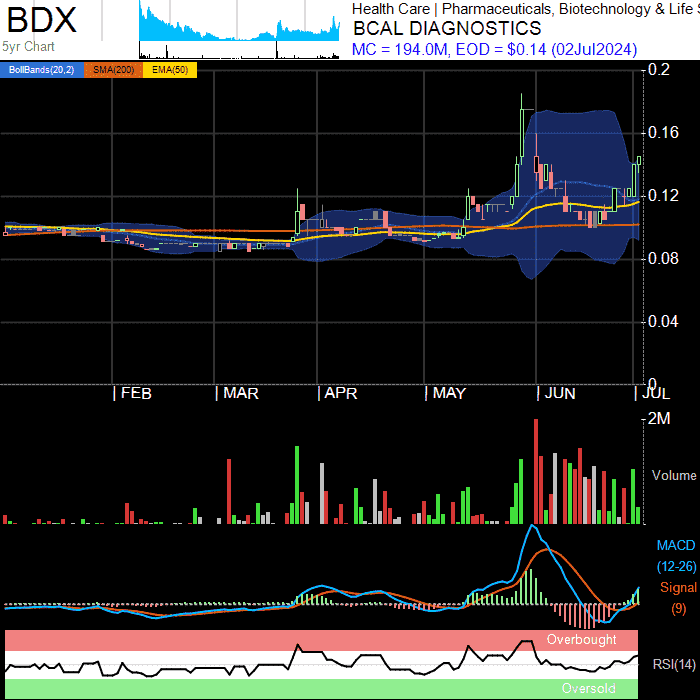 BDX
5yr Chart
Health Care | Pharmaceuticals, Biotechnology & Life S
BCAL DIAGNOSTICS
MC = 194.0M, EOD = $0.14 (02Jul2024)
BollBands(20,2) SMA(200) EMA(50)
0.2
0.16
0.12
0.08
0.04
0
FEB MAR APR MAY JUN JUL
2M
Volume
MACD
(12-26)
Signal
(9)
Overbought
RSI(14)
Oversold